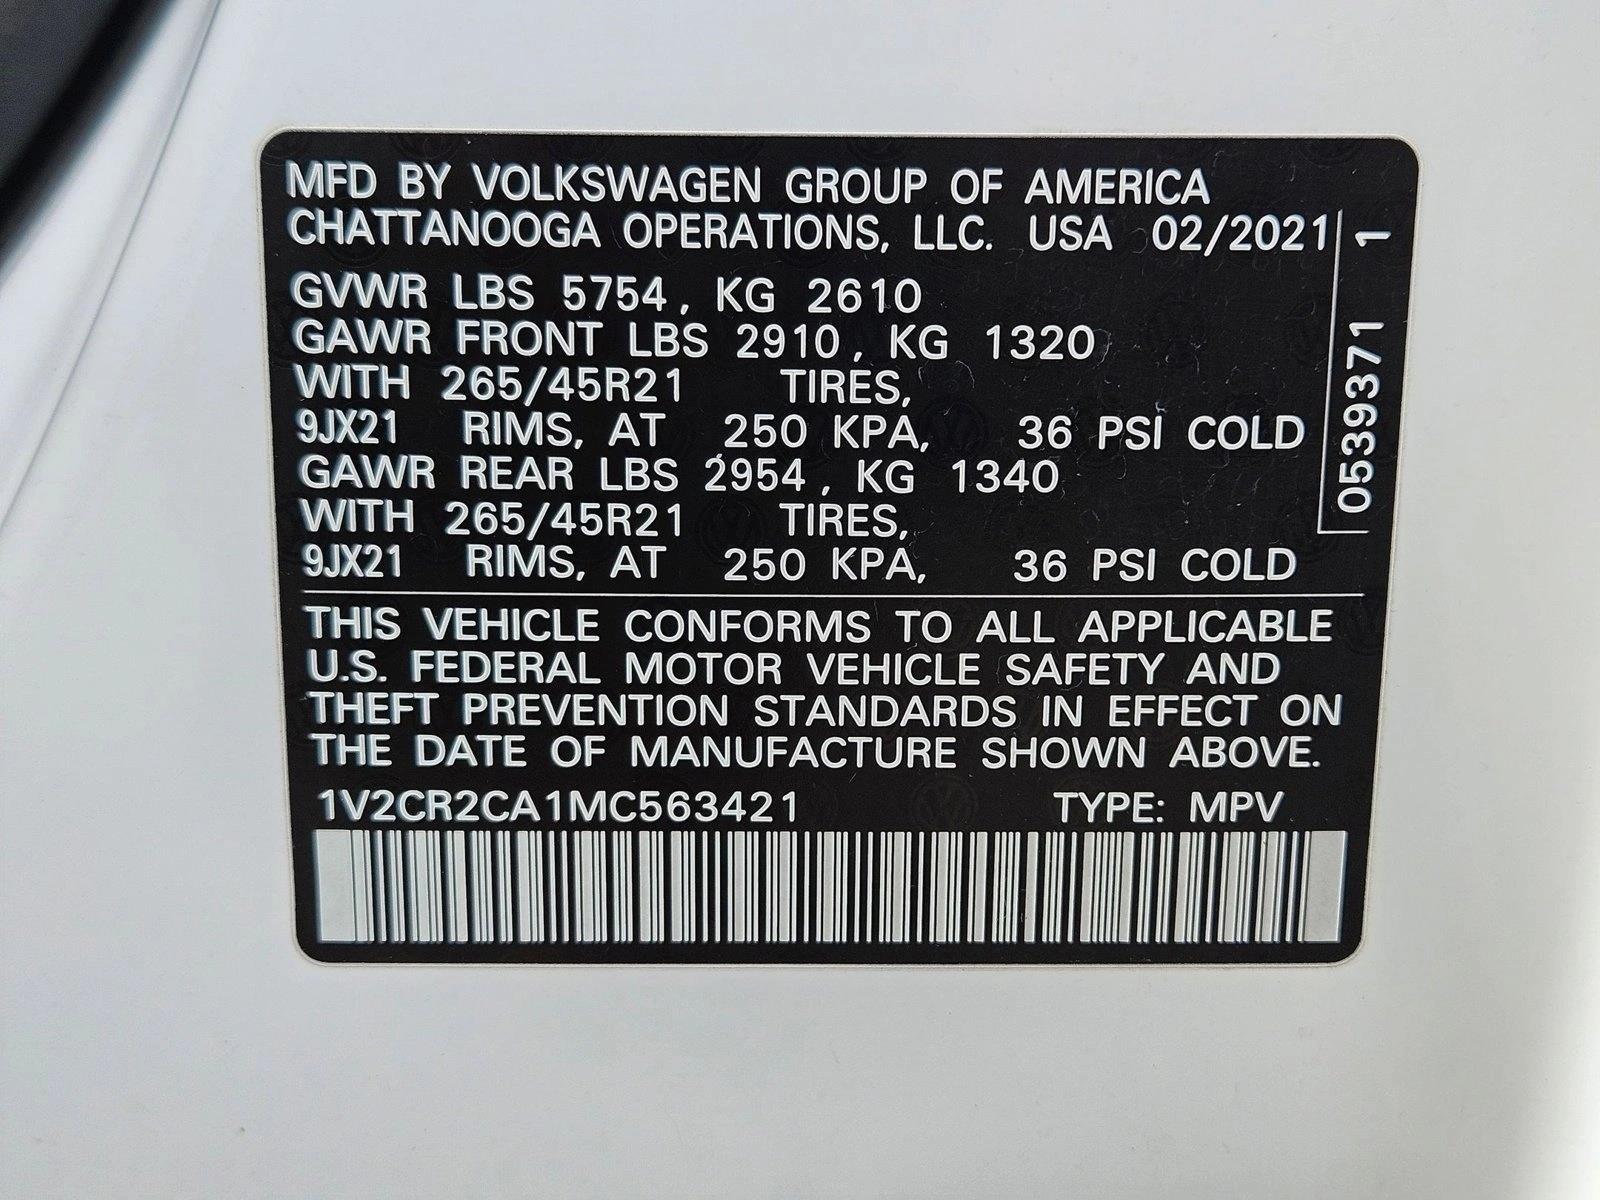 MFD BY VOLKSWAGEN GROUP OF AMERICA
CHATTANOOGA OPERATIONS, LLC. USA 02/2021
GVWR LBS 5754, KG 2610
GAWR FRONT LBS 2910, KG 1320
WITH 265/45R21 TIRES,
9JX21 RIMS, AT 250 KPA, 36 PSI COLD
GAWR REAR LBS 2954, KG 1340
WITH 265/45R21 TIRES,
9JX21 RIMS, AT 250 KPA, 36 PSI COLD
0539371 1
THIS VEHICLE CONFORMS TO ALL APPLICABLE
U.S. FEDERAL MOTOR VEHICLE SAFETY AND
THEFT PREVENTION STANDARDS IN EFFECT ON
THE DATE OF MANUFACTURE SHOWN ABOVE.
1V2CR2CA1MC563421 TYPE: MPV